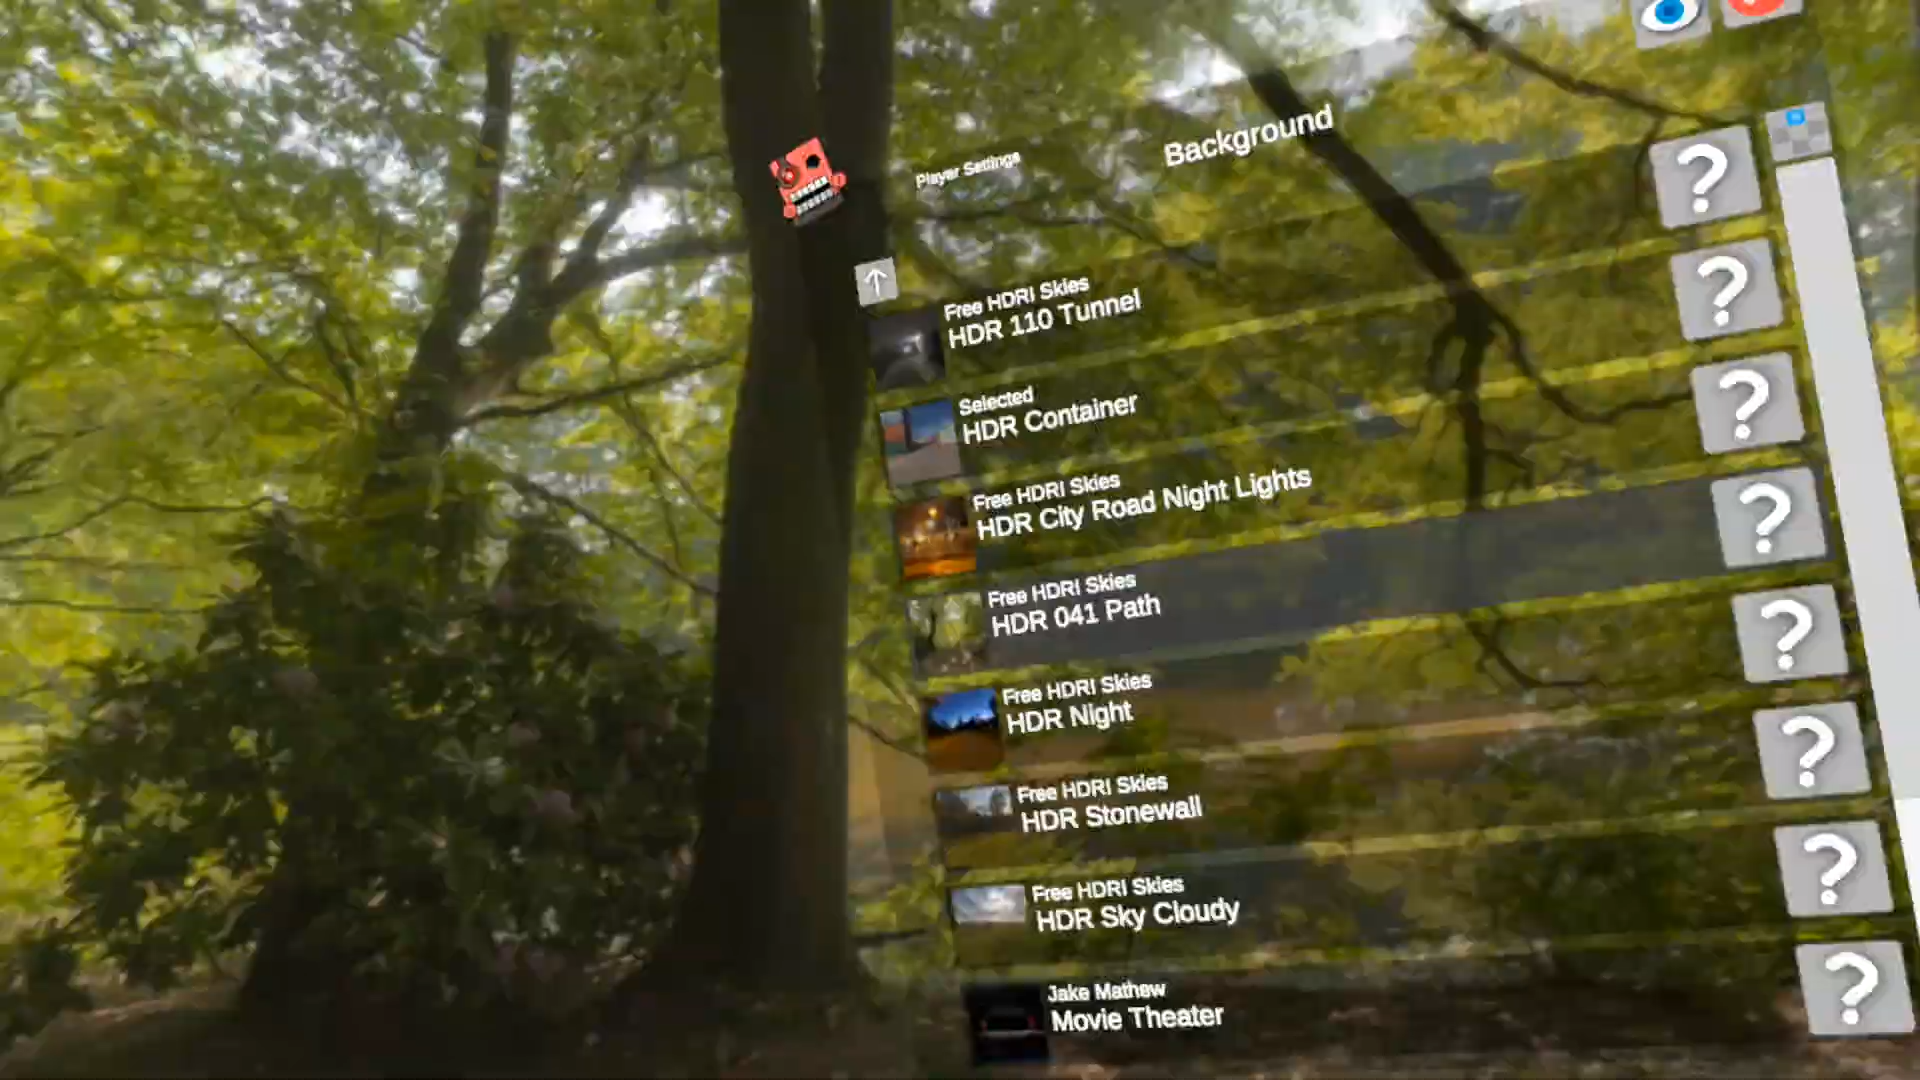 Player Settings
Background
Free HDRI Skies
HDR 110 Tunnel
Selected
HDR Container
Free HDRI Skies
HDR City Road Night Lights
Free HDRI Skies
HDR 041 Path
Free HDRI Skies
HDR Night
Free HDRI Skies
HDR Stonewall
Free HDRI Skies
HDR Sky Cloudy
Jake Mathew
Movie Theater
?
?
?
?
?
?
?
?